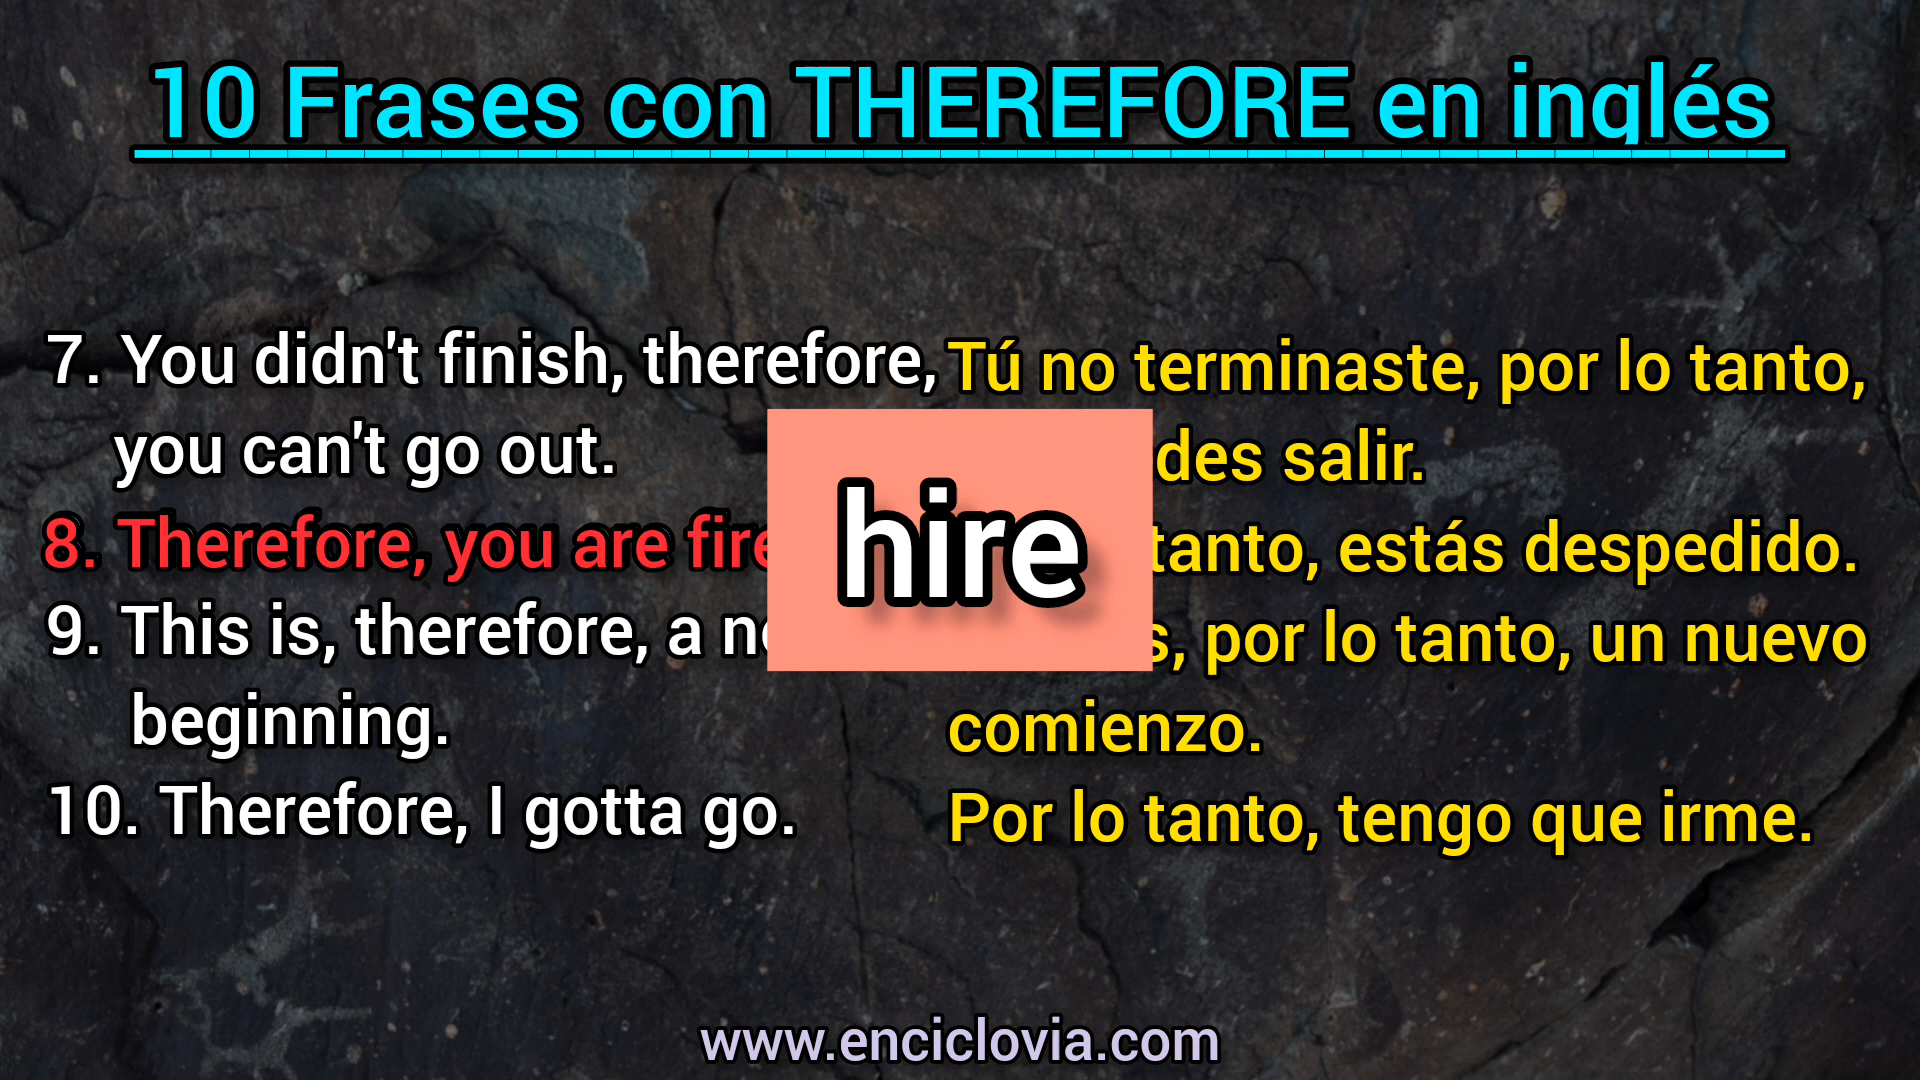 10 Frases con THEREFORE en inglés
7. You didn't finish, therefore,
you can't go out.
8. Therefore, you are fire
9. This is, therefore, a
beginning.
10. Therefore, I gotta go.
Tú no terminaste, por lo tanto,
des salir.
tanto, estás despedido.
s, por lo tanto, un nuevo
comienzo.
Por lo tanto, tengo que irme.
hire
www.enciclovia.com